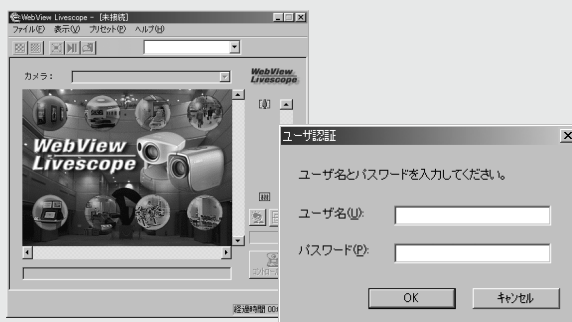 WebView Livescope - [未接続]
ファイル(F) 表示(V) プリセット(P) ヘルプ(H)
カメラ：
WebView
Livescope
WebView
Livescope
経過時間 00:
ユーザ認証
ユーザ名とパスワードを入力してください。
ユーザ名(U):
パスワード(P):
OK キャンセル